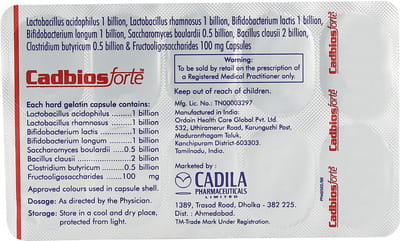 Lactobacillus acidophilus 1 billion, Lactobacillus rhamnosus 1 billion, Bifidobacterium lactis 1 billion,
Bifidobacterium longum 1 billion, Saccharomyces boulardii 0.5 billion, Bacillus clausii 2 billion,
Clostridium butyricum 0.5 billion & Fructooligosaccharides 100 mg Capsules
Cadbiosforte™
Each hard gelatin capsule contains:
Lactobacillus acidophilus ..........1 billion
Lactobacillus rhamnosus ..........1 billion
Bifidobacterium lactis ..........1 billion
Bifidobacterium longum ..........1 billion
Saccharomyces boulardii ....0.5 billion
Bacillus clausii ..........2 billion
Clostridium butyricum ..........0.5 billion
Fructooligosaccharides ..........100 mg
Approved colours used in capsule shell.
Dosage: As directed by the Physician.
Storage: Store in a cool and dry place,
protected from light.
Warning:
To be sold by retail on the prescription of
a Registered Medical Practitioner only.
Keep out of reach of children.
Mfg. Lic. No.: TN00003297
Manufactured in India:
Ordain Health Care Global Pvt. Ltd.
532, Uthiramerur Road, Karunguzhi Post,
Maduranthagam Taluk,
Kanchipuram District-603303.
Tamilnadu, India.
Marketed by :
CADILA
PHARMACEUTICALS
LIMITED
1389, Trasad Road, Dholka - 382 225.
Dist. : Ahmedabad.
TM-Trade Mark Under Registration.
Cadbiosforte™
Cadbiosforte™
Cadbiosforte™